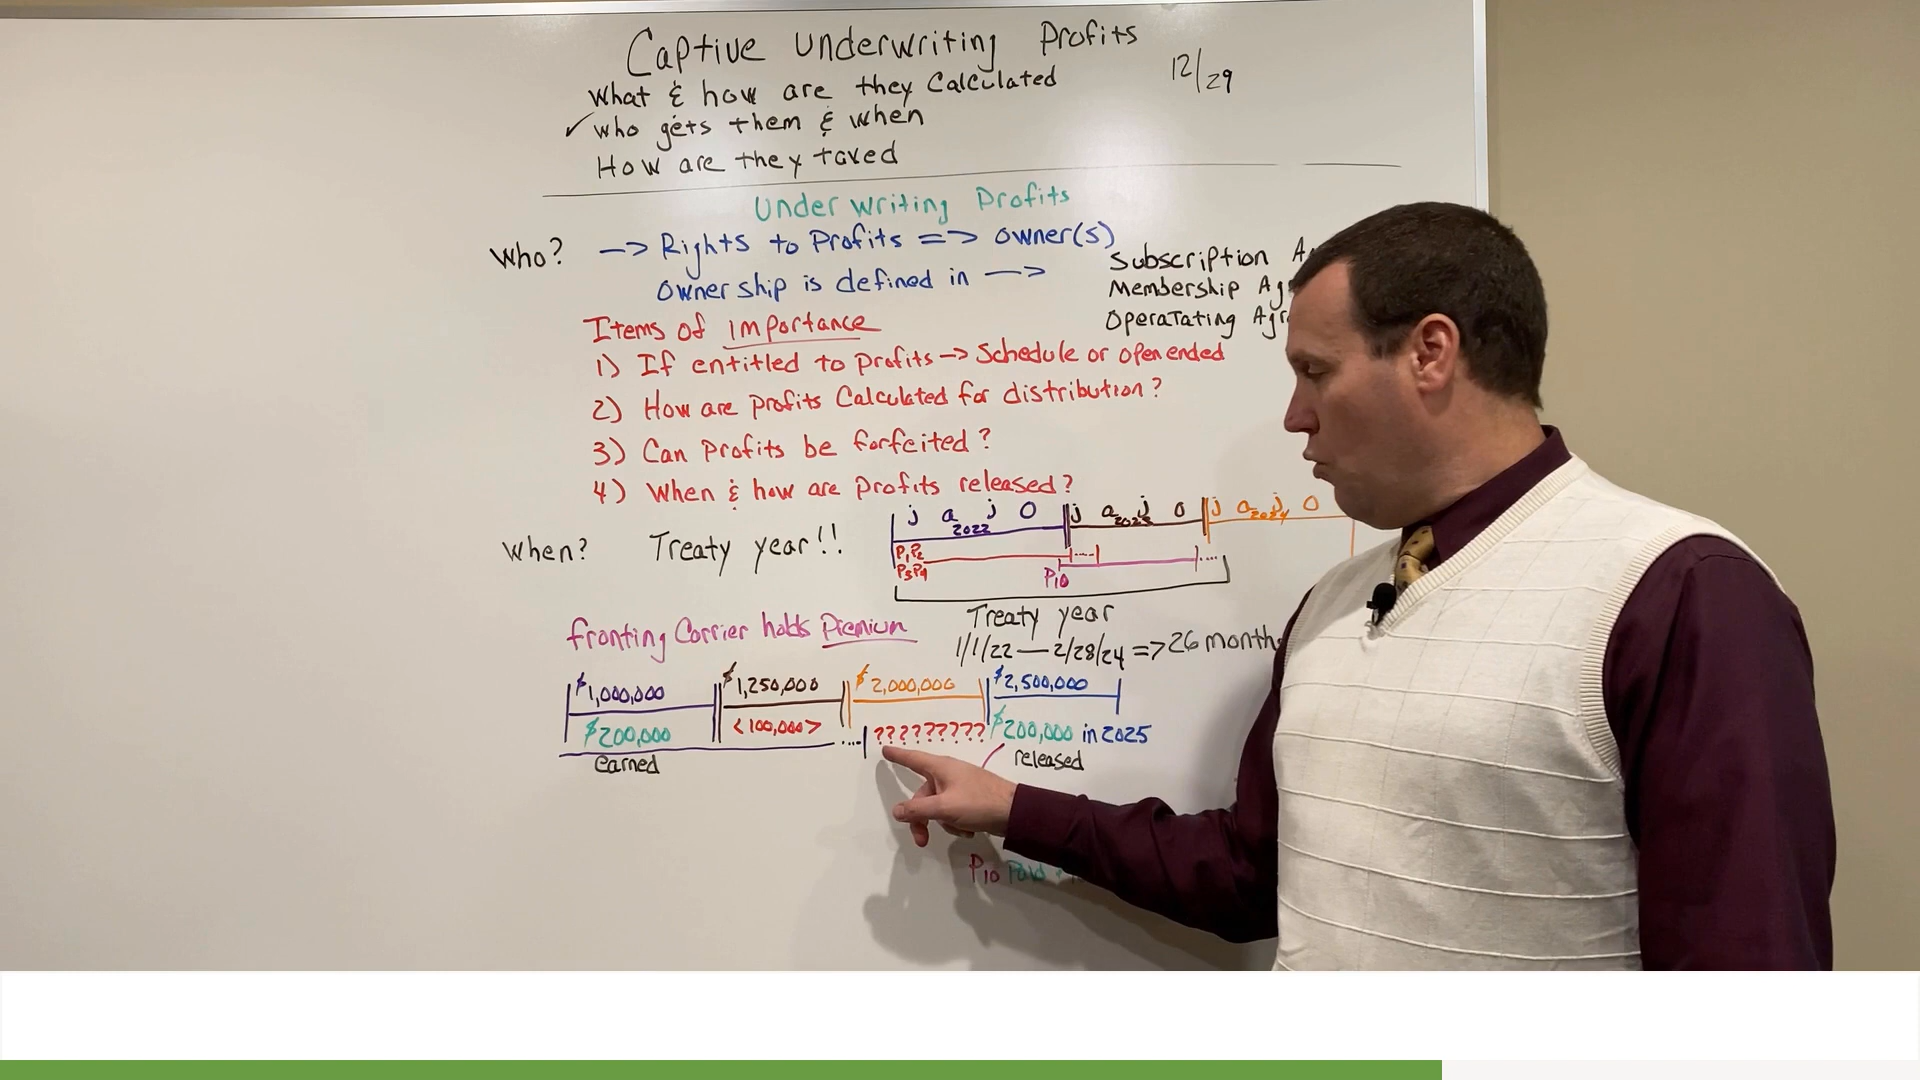 Captive Underwriting Profits
12/29
What & how are they Calculated
✓ who gets them & when
How are they taxed
Underwriting Profits
Who? —> Rights to Profits => Owner(s)
Ownership is defined in —>
Subscription
Membership
Operatating
Items of importance
1) If entitled to profits -> Schedule or open ended
2) How are profits Calculated for distribution?
3) Can Profits be forfeited?
4) When & how are Profits released?
j a j O j a j O j a j O
2022 2023 2024
When? Treaty year!!
P1 P2
P3 P4
P10
Treaty year
1/1/22 — 2/28/24 => 26 months
Fronting Carrier holds Premium
$1,000,000 $1,250,000 $2,000,000 $2,500,000
$200,000 <100,000> ????????? $200,000 in 2025
earned released
P10 Paid